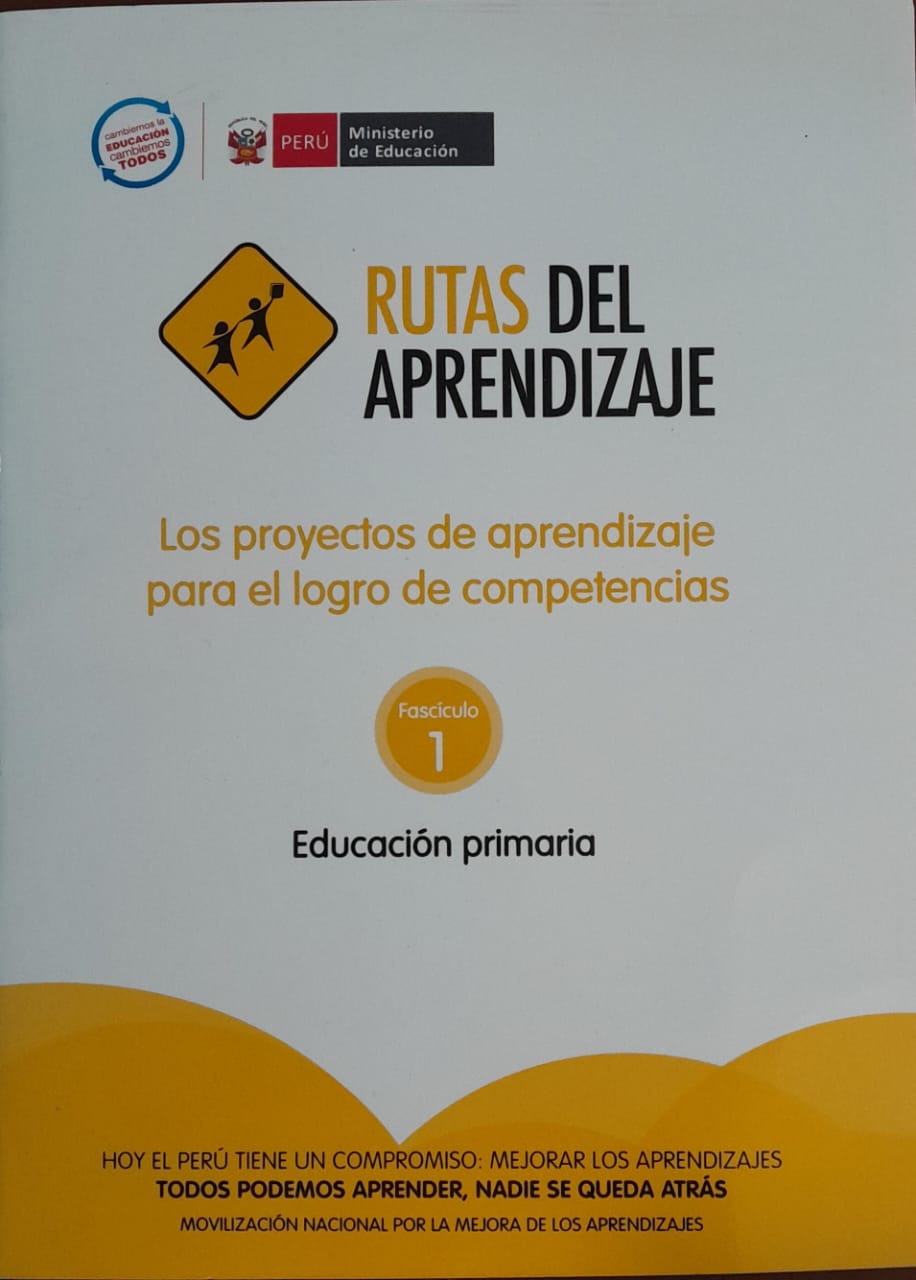 cambiemos la
EDUCACIÓN
cambiemos
TODOS
PERÚ
Ministerio
de Educación
RUTAS DEL
APRENDIZAJE
Los proyectos de aprendizaje
para el logro de competencias
Fascículo
1
Educación primaria
HOY EL PERÚ TIENE UN COMPROMISO: MEJORAR LOS APRENDIZAJES
TODOS PODEMOS APRENDER, NADIE SE QUEDA ATRÁS
MOVILIZACIÓN NACIONAL POR LA MEJORA DE LOS APRENDIZAJES